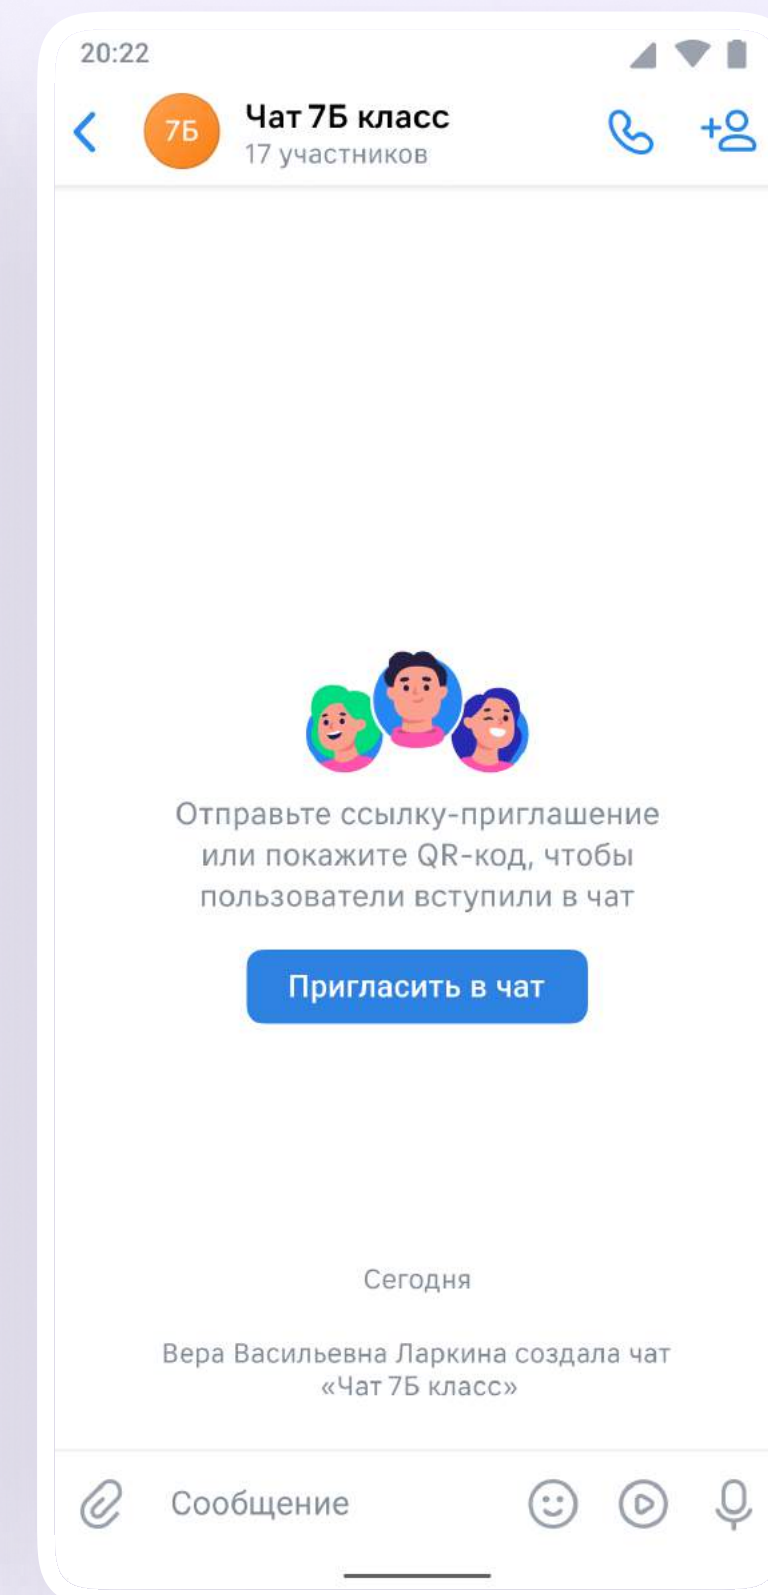 20:22
7Б
Чат 7Б класс
17 участников
Отправьте ссылку-приглашение
или покажите QR-код, чтобы
пользователи вступили в чат
Пригласить в чат
Сегодня
Вера Васильевна Ларкина создала чат
«Чат 7Б класс»
Сообщение